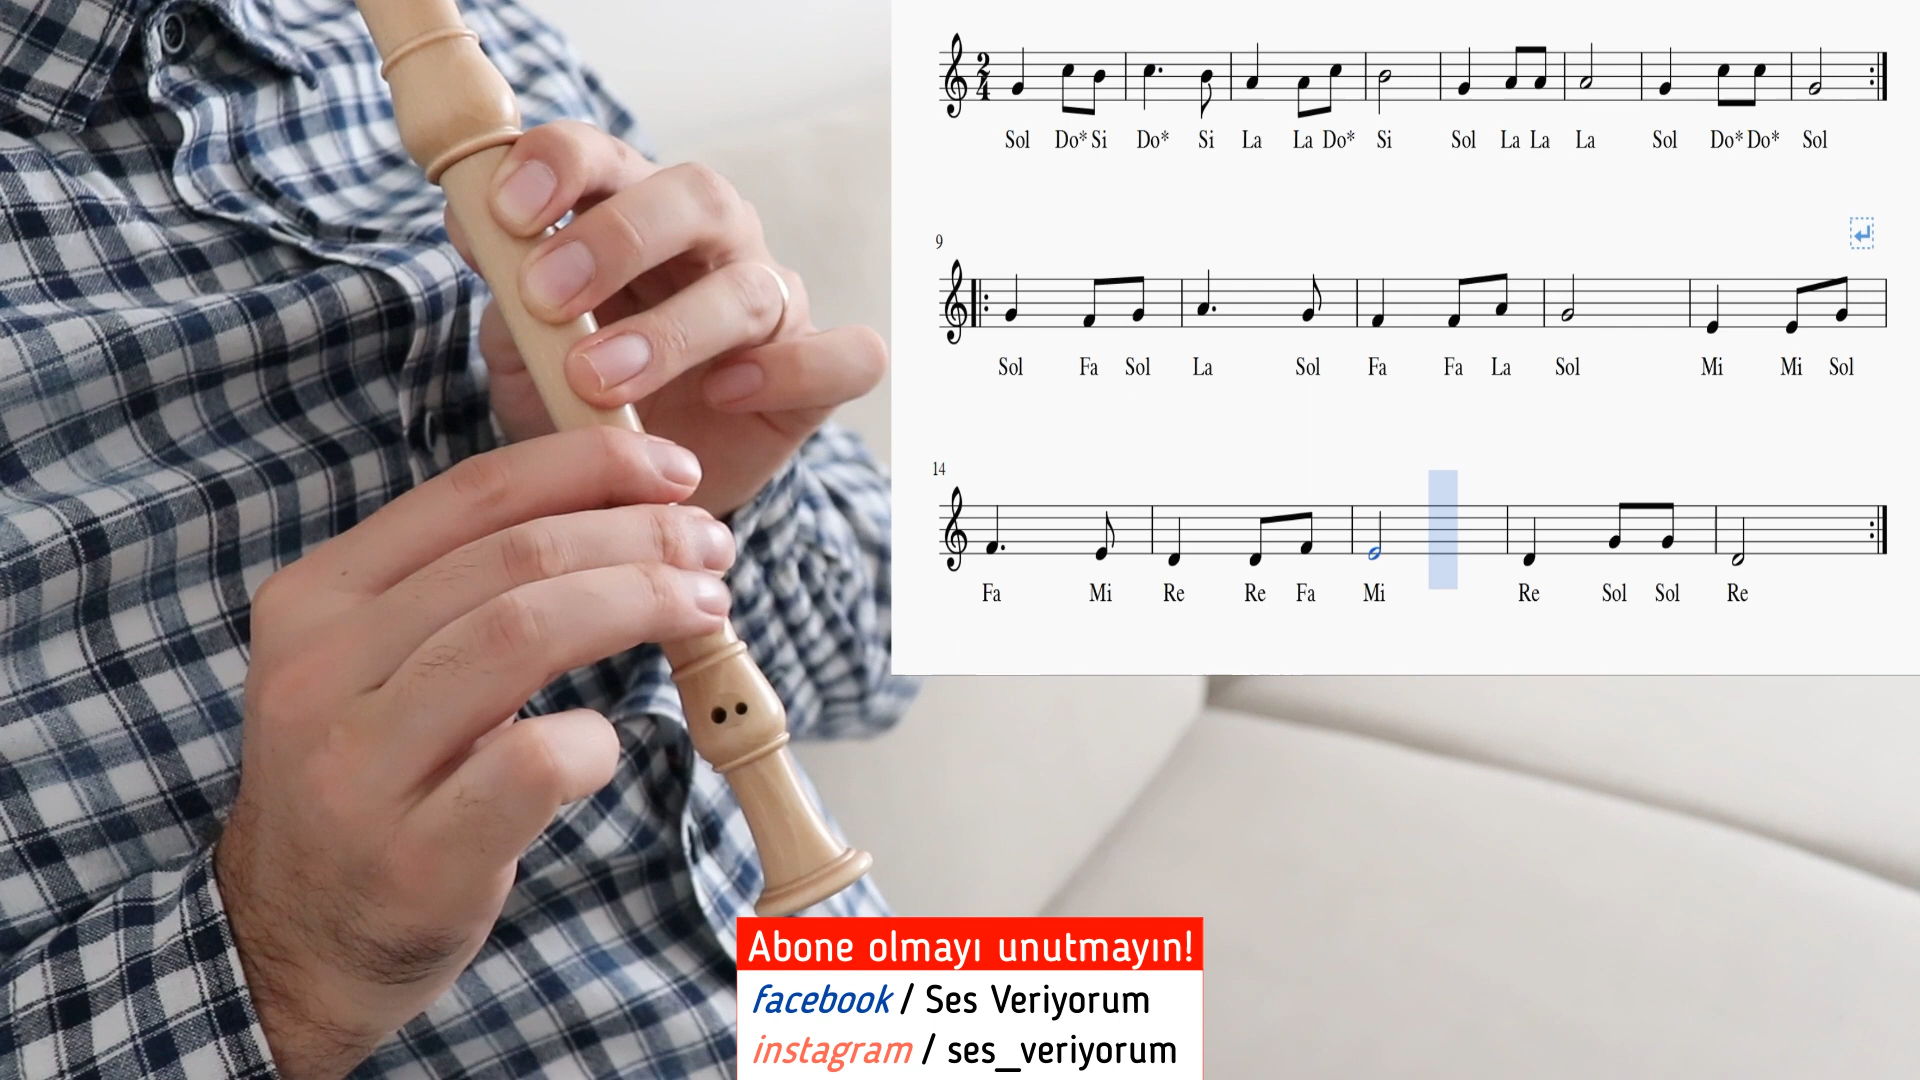 2
4
Sol Do* Si Do* Si La La Do* Si Sol La La La Sol Do* Do* Sol
9
Sol Fa Sol La Sol Fa Fa La Sol Mi Mi Sol
14
Fa Mi Re Re Fa Mi Re Sol Sol Re
Abone olmayı unutmayın!
facebook / Ses Veriyorum
instagram / ses_veriyorum